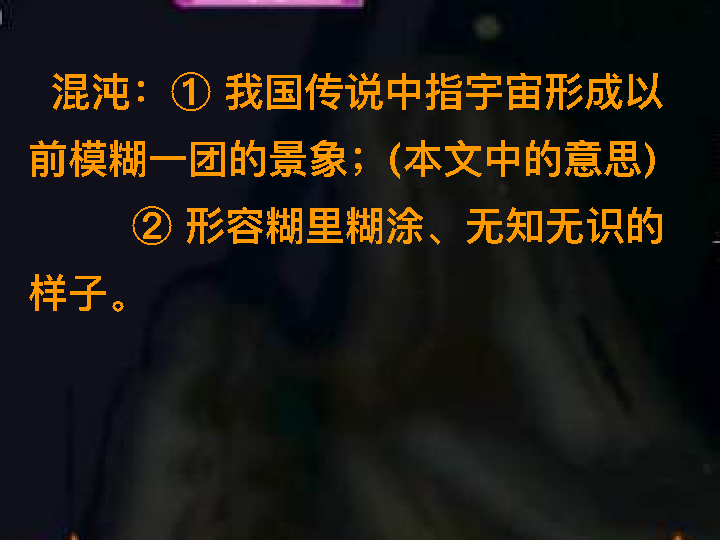 混沌：① 我国传说中指宇宙形成以
前模糊一团的景象；(本文中的意思)
② 形容糊里糊涂、无知无识的
样子。